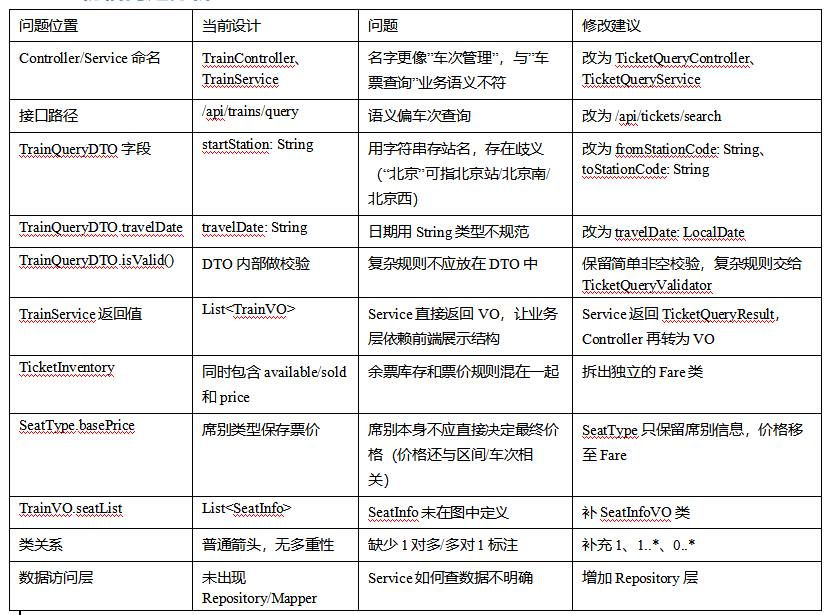 问题位置
当前设计
问题
修改建议
Controller/Service 命名
TrainController、
TrainService
名字更像”车次管理”，与”车
票查询”业务语义不符
改为 TicketQueryController、
TicketQueryService
接口路径
/api/trains/query
语义偏车次查询
改为 /api/tickets/search
TrainQueryDTO 字段
startStation: String
用字符串存站名，存在歧义
（“北京”可指北京站/北京南/
北京西）
改为 fromStationCode: String、
toStationCode: String
TrainQueryDTO.travelDate
travelDate: String
日期用 String 类型不规范
改为 travelDate: LocalDate
TrainQueryDTO.isValid()
DTO 内部做校验
复杂规则不应放在 DTO 中
保留简单非空校验，复杂规则交给
TicketQueryValidator
TrainService 返回值
List<TrainVO>
Service 直接返回 VO，让业务
层依赖前端展示结构
Service 返回 TicketQueryResult，
Controller 再转为 VO
TicketInventory
同时包含 available/sold
和 price
余票库存和票价规则混在一起
拆出独立的 Fare 类
SeatType.basePrice
席别类型保存票价
席别本身不应直接决定最终价
格（价格还与区间/车次相
关）
SeatType 只保留席别信息，价格移
至 Fare
TrainVO.seatList
List<SeatInfo>
SeatInfo 未在图中定义
补 SeatInfoVO 类
类关系
普通箭头，无多重性
缺少 1 对多/多对 1 标注
补充 1、1..*、0..*
数据访问层
未出现
Repository/Mapper
Service 如何查数据不明确
增加 Repository 层